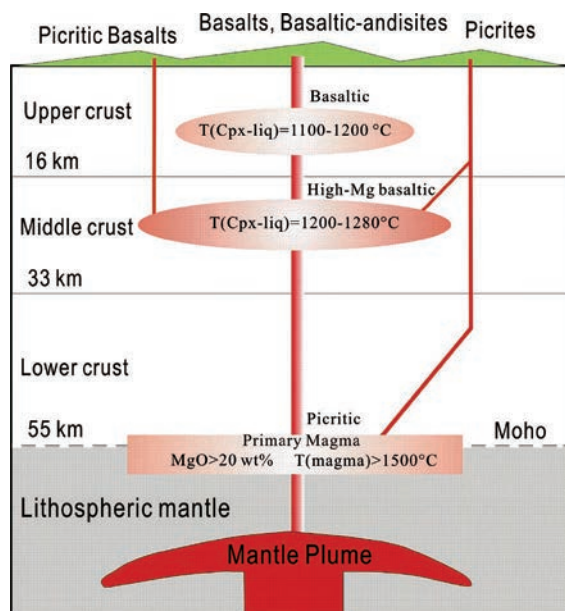 Picritic Basalts
Basalts, Basaltic-andisites
Picrites
Upper crust
Basaltic
T(Cpx-liq)=1100-1200 °C
16 km
High-Mg basaltic
Middle crust
T(Cpx-liq)=1200-1280°C
33 km
Lower crust
Picritic
55 km
Moho
Primary Magma
MgO>20 wt% T(magma)>1500°C
Lithospheric mantle
Mantle Plume